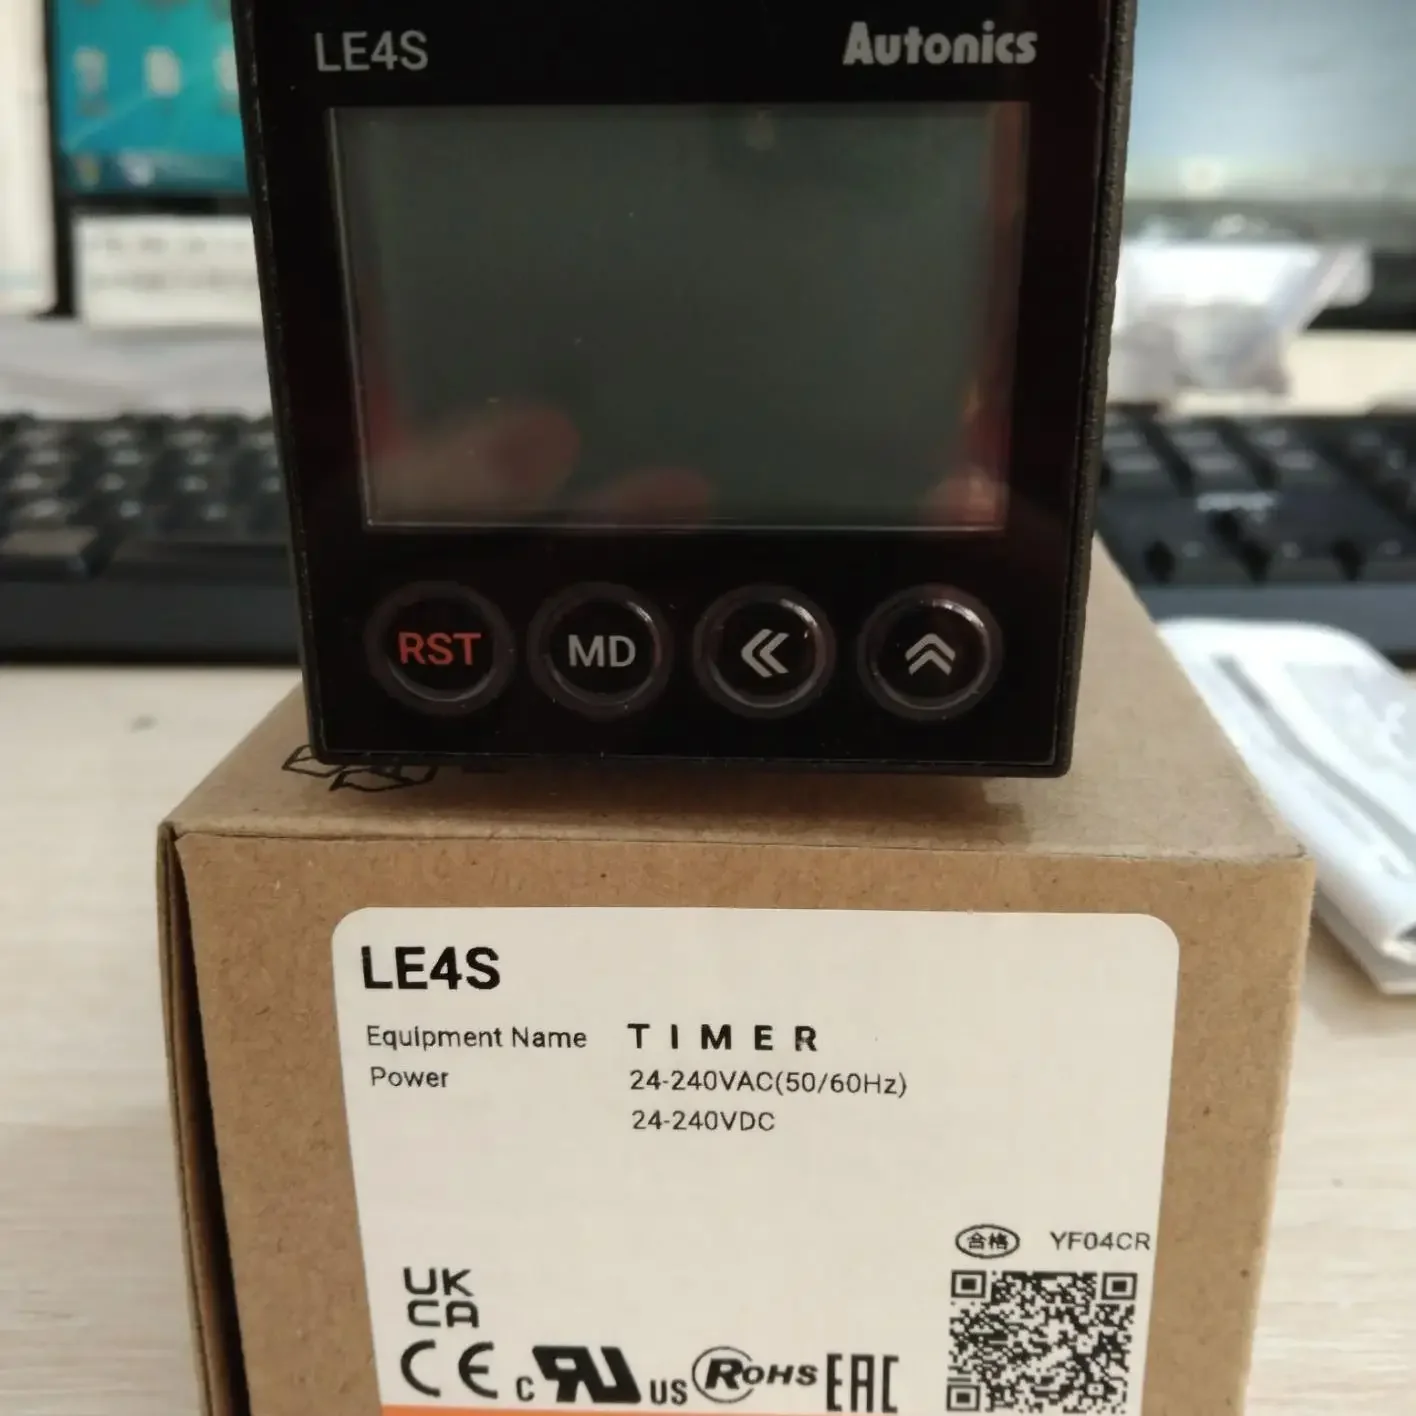 LE4S Autonics
RST MD
LE4S
Equipment Name TIMER
Power 24-240VAC(50/60Hz)
24-240VDC
合格 YF04CR
UK
CA
CE c RU US RoHS EAC